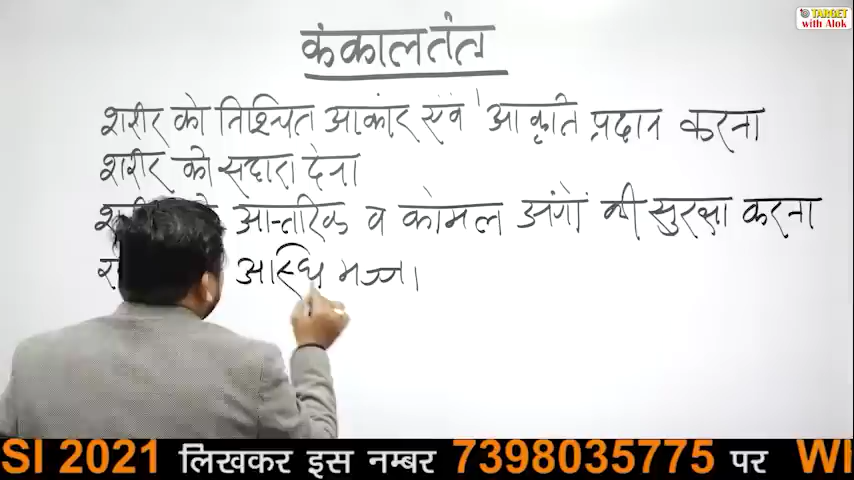 TARGET
with Alok
कंकाल तंत्र
शरीर को निश्चित आकार एवं आकृति प्रदान करना
शरीर को सहारा देना
आन्तरिक व कोमल अंगों की सुरक्षा करना
अस्थि मज्जा
SI 2021 लिखकर इस नम्बर 7398035775 पर WI